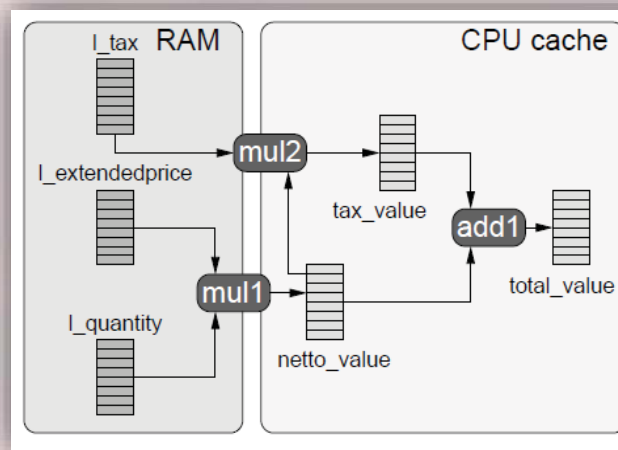 RAM
CPU cache
l_tax
mul2
l_extendedprice
tax_value
add1
mul1
total_value
l_quantity
netto_value